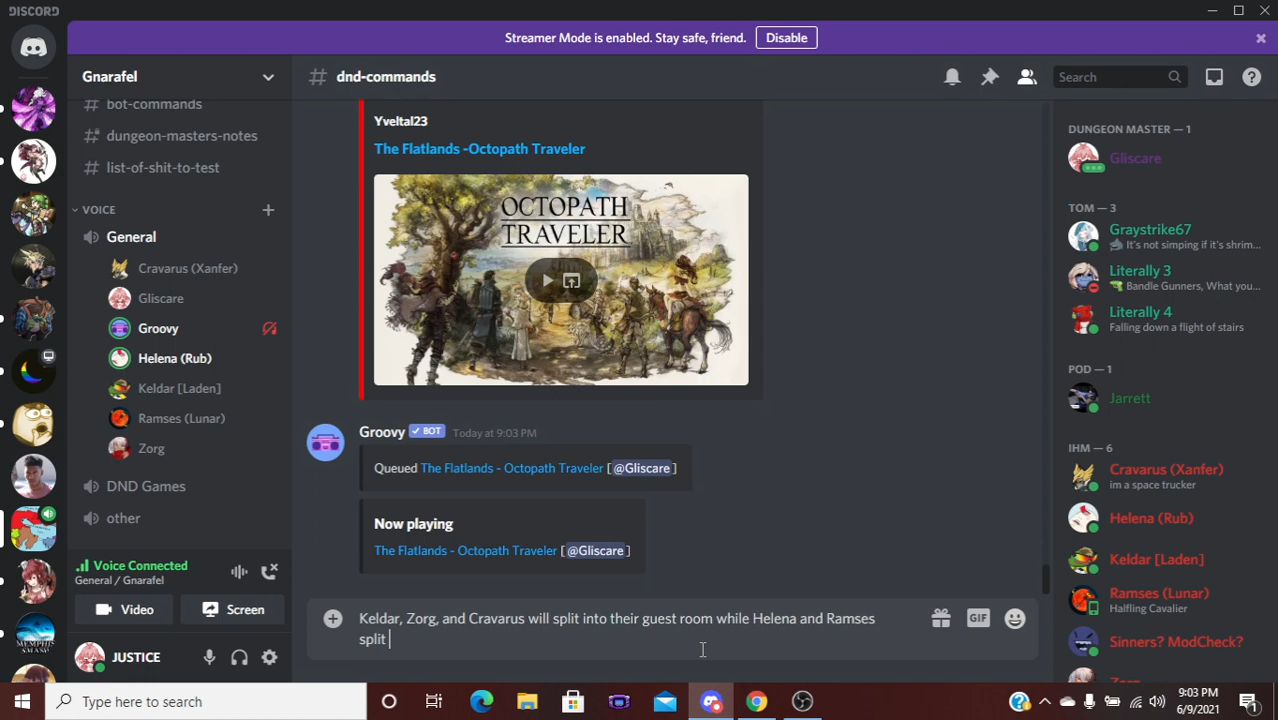 DISCORD
Streamer Mode is enabled. Stay safe, friend.
Disable
Gnarafel
bot-commands
dungeon-masters-notes
list-of-shit-to-test
VOICE
General
Cravarus (Xanfer)
Gliscare
Groovy
Helena (Rub)
Keldar [Laden]
Ramses (Lunar)
Zorg
DND Games
other
Voice Connected
General / Gnarafel
Video
Screen
JUSTICE
dnd-commands
Search
Yveltal23
The Flatlands -Octopath Traveler
OCTOPATH
TRAVELER
Groovy BOT Today at 9:03 PM
Queued The Flatlands - Octopath Traveler [@Gliscare]
Now playing
The Flatlands - Octopath Traveler [@Gliscare]
Keldar, Zorg, and Cravarus will split into their guest room while Helena and Ramses
split
GIF
DUNGEON MASTER — 1
Gliscare
TOM — 3
Graystrike67
It's not simping if it's shrim...
Literally 3
Bandle Gunners, What you...
Literally 4
Falling down a flight of stairs
POD — 1
Jarrett
IHM — 6
Cravarus (Xanfer)
im a space trucker
Helena (Rub)
Keldar [Laden]
Ramses (Lunar)
Halfling Cavalier
Sinners? ModCheck?
Zorg
Type here to search
9:03 PM
6/9/2021